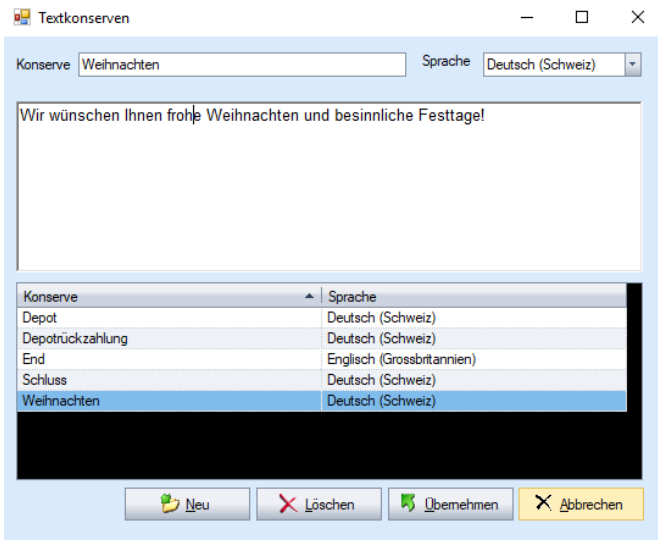 Textkonserven
Konserve Weihnachten Sprache Deutsch (Schweiz)
Wir wünschen Ihnen frohe Weihnachten und besinnliche Festtage!
Konserve Sprache
Depot Deutsch (Schweiz)
Depotrückzahlung Deutsch (Schweiz)
End Englisch (Grossbritannien)
Schluss Deutsch (Schweiz)
Weihnachten Deutsch (Schweiz)
Neu Löschen Übernehmen Abbrechen